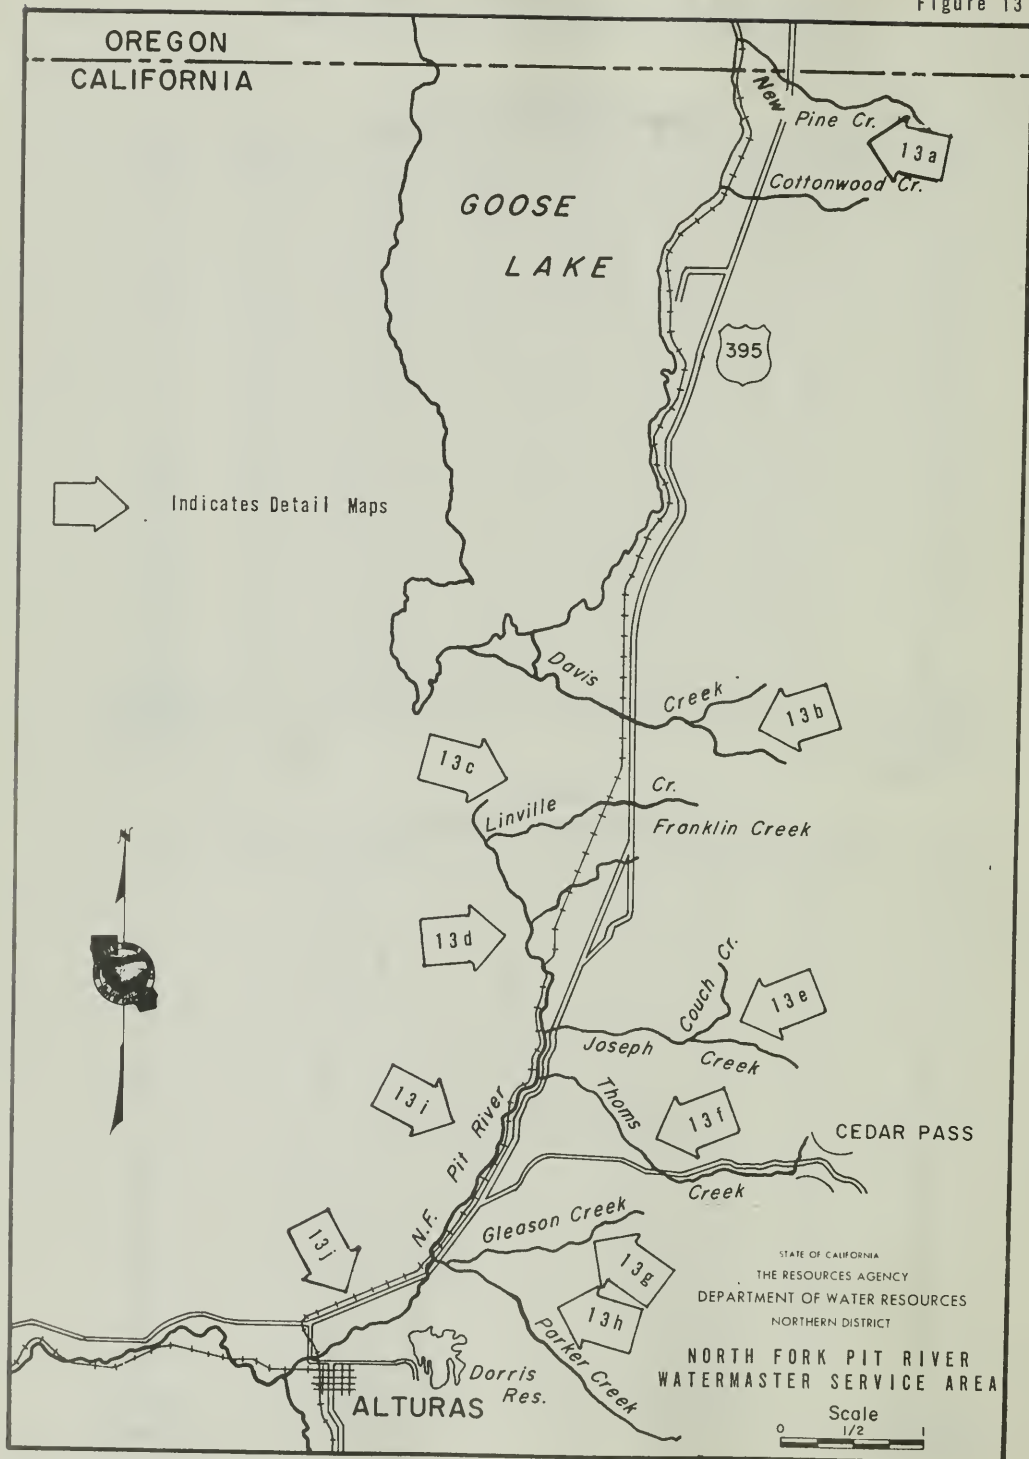 Figure 13
OREGON
CALIFORNIA
New
Pine Cr.
13a
Cottonwood Cr.
GOOSE
LAKE
395
Indicates Detail Maps
Davis
Creek
13b
13c
Linville
Cr.
Franklin Creek
N
13d
Couch Cr.
13e
Joseph
Creek
13i
Thoms
13f
CEDAR PASS
Creek
N.F. Pit River
Gleason Creek
13j
13g
13h
Parker Creek
Dorris
Res.
ALTURAS
STATE OF CALIFORNIA
THE RESOURCES AGENCY
DEPARTMENT OF WATER RESOURCES
NORTHERN DISTRICT
NORTH FORK PIT RIVER
WATERMASTER SERVICE AREA
Scale
0 1/2 1